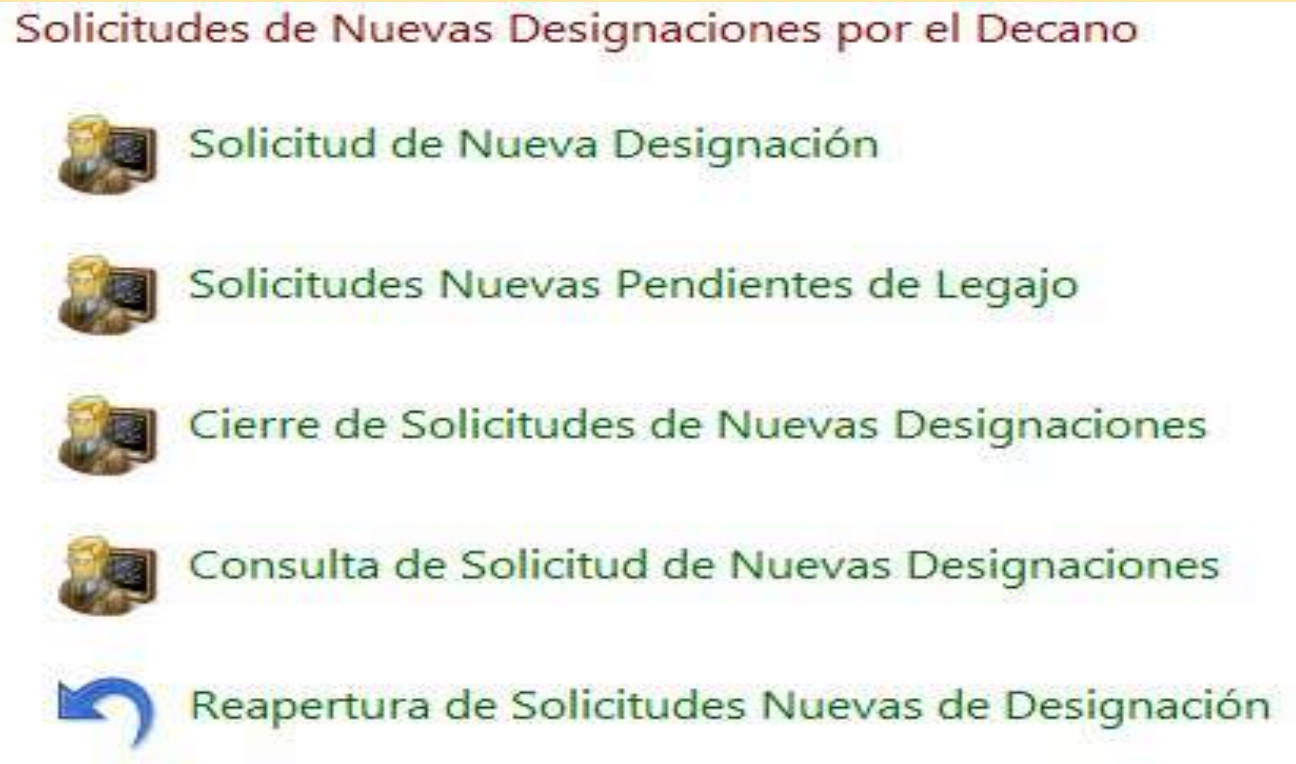 Solicitudes de Nuevas Designaciones por el Decano
Solicitud de Nueva Designación
Solicitudes Nuevas Pendientes de Legajo
Cierre de Solicitudes de Nuevas Designaciones
Consulta de Solicitud de Nuevas Designaciones
Reapertura de Solicitudes Nuevas de Designación